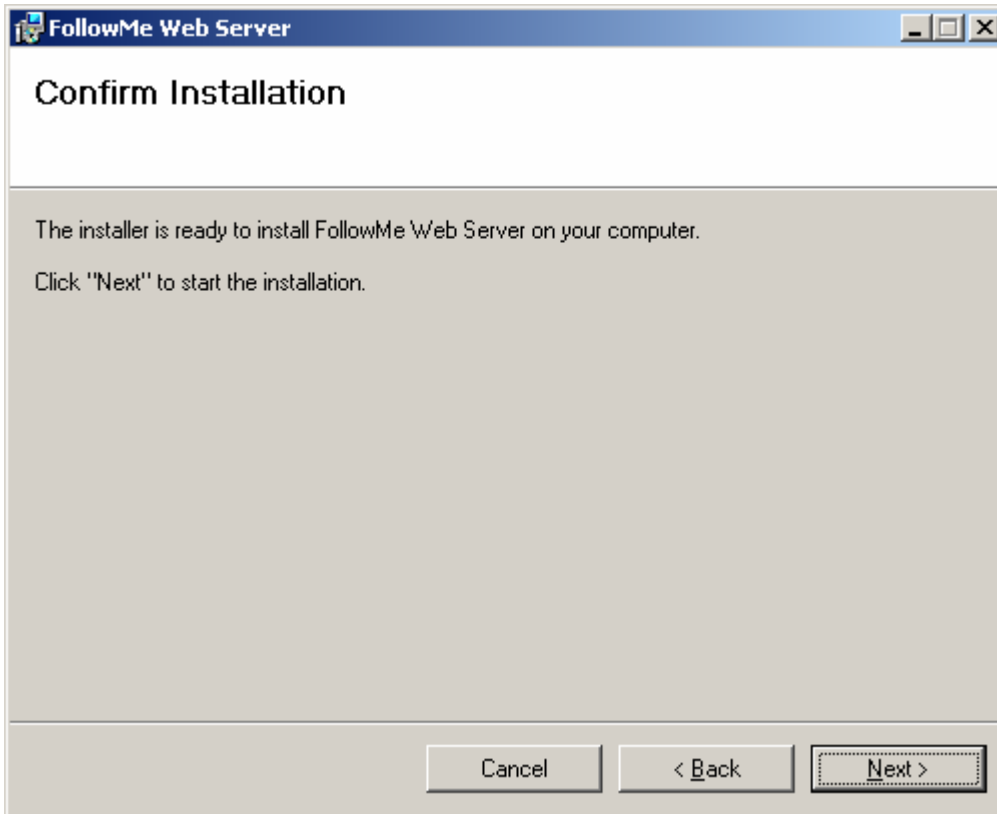 FollowMe Web Server
Confirm Installation
The installer is ready to install FollowMe Web Server on your computer.
Click "Next" to start the installation.
Cancel
< Back
Next >